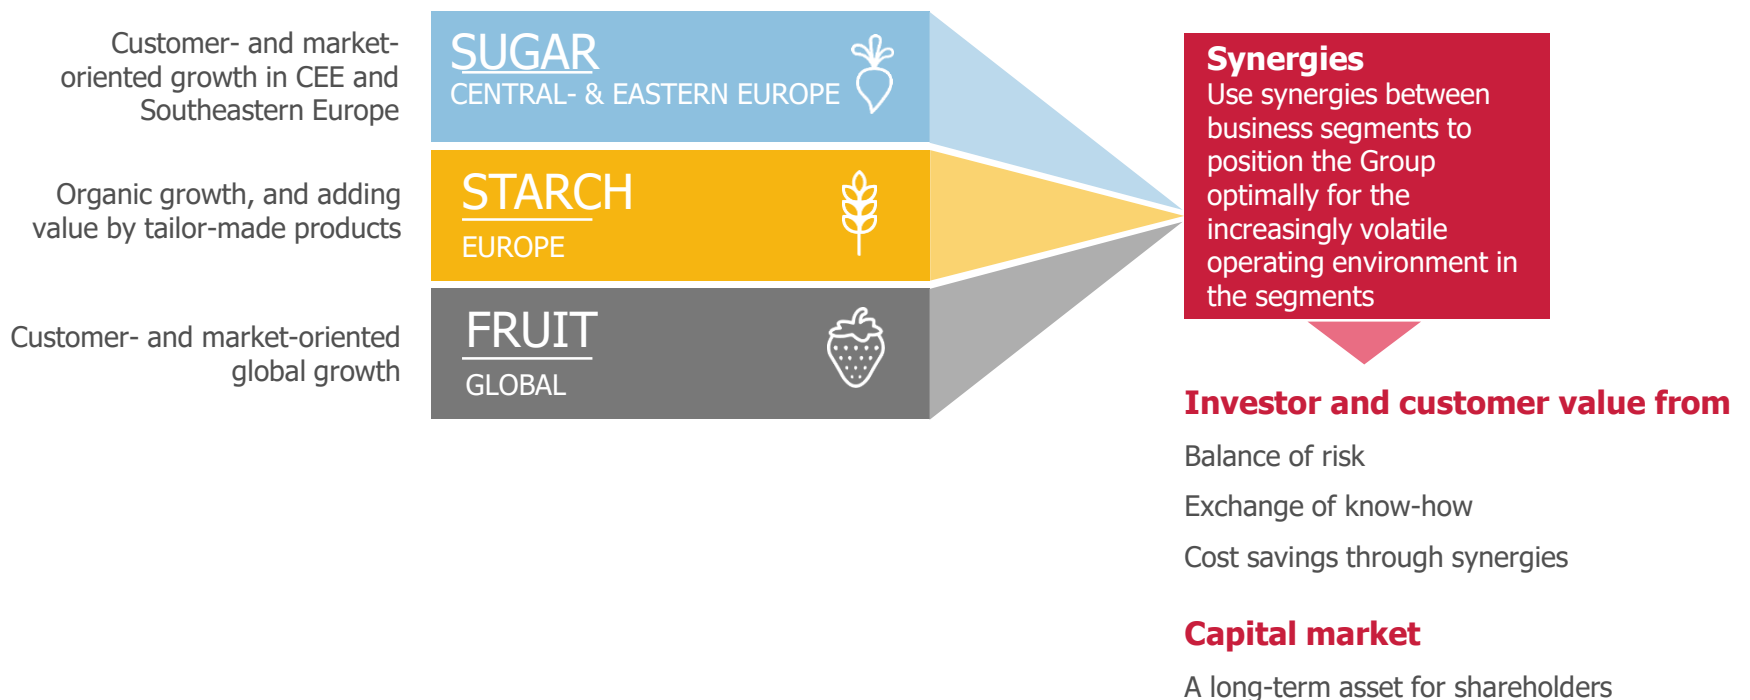 Customer- and market-
oriented growth in CEE and
Southeastern Europe
SUGAR
CENTRAL- & EASTERN EUROPE
Organic growth, and adding
value by tailor-made products
STARCH
EUROPE
Customer- and market-oriented
global growth
FRUIT
GLOBAL
Synergies
Use synergies between
business segments to
position the Group
optimally for the
increasingly volatile
operating environment in
the segments
Investor and customer value from
Balance of risk
Exchange of know-how
Cost savings through synergies
Capital market
A long-term asset for shareholders